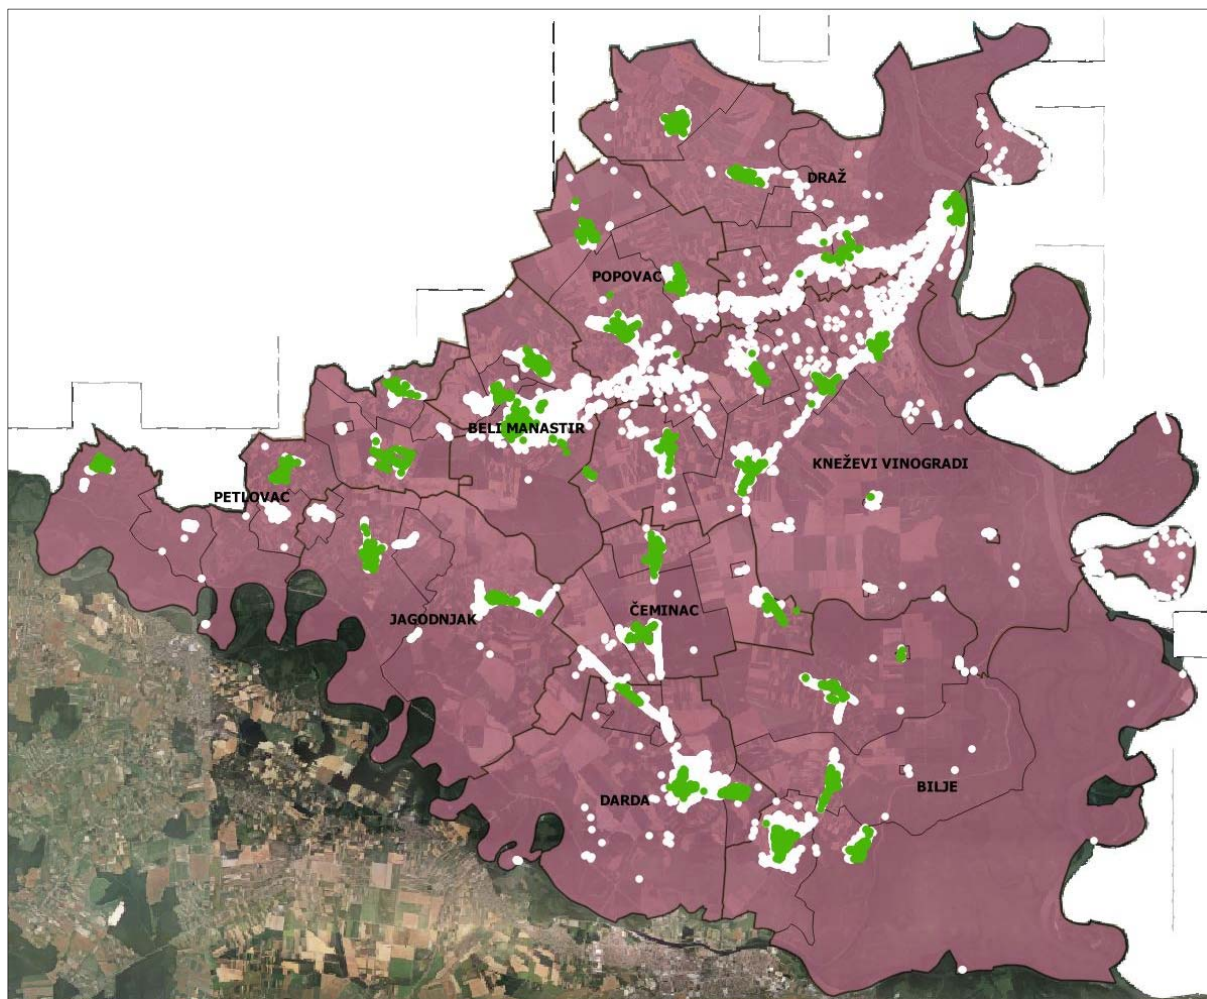 DRAŽ
POPOVAC
BELI MANASTIR
KNEŽEVI VINOGRADI
PETLOVAC
JAGODNJAK
ČEMINAC
DARDA
BILJE